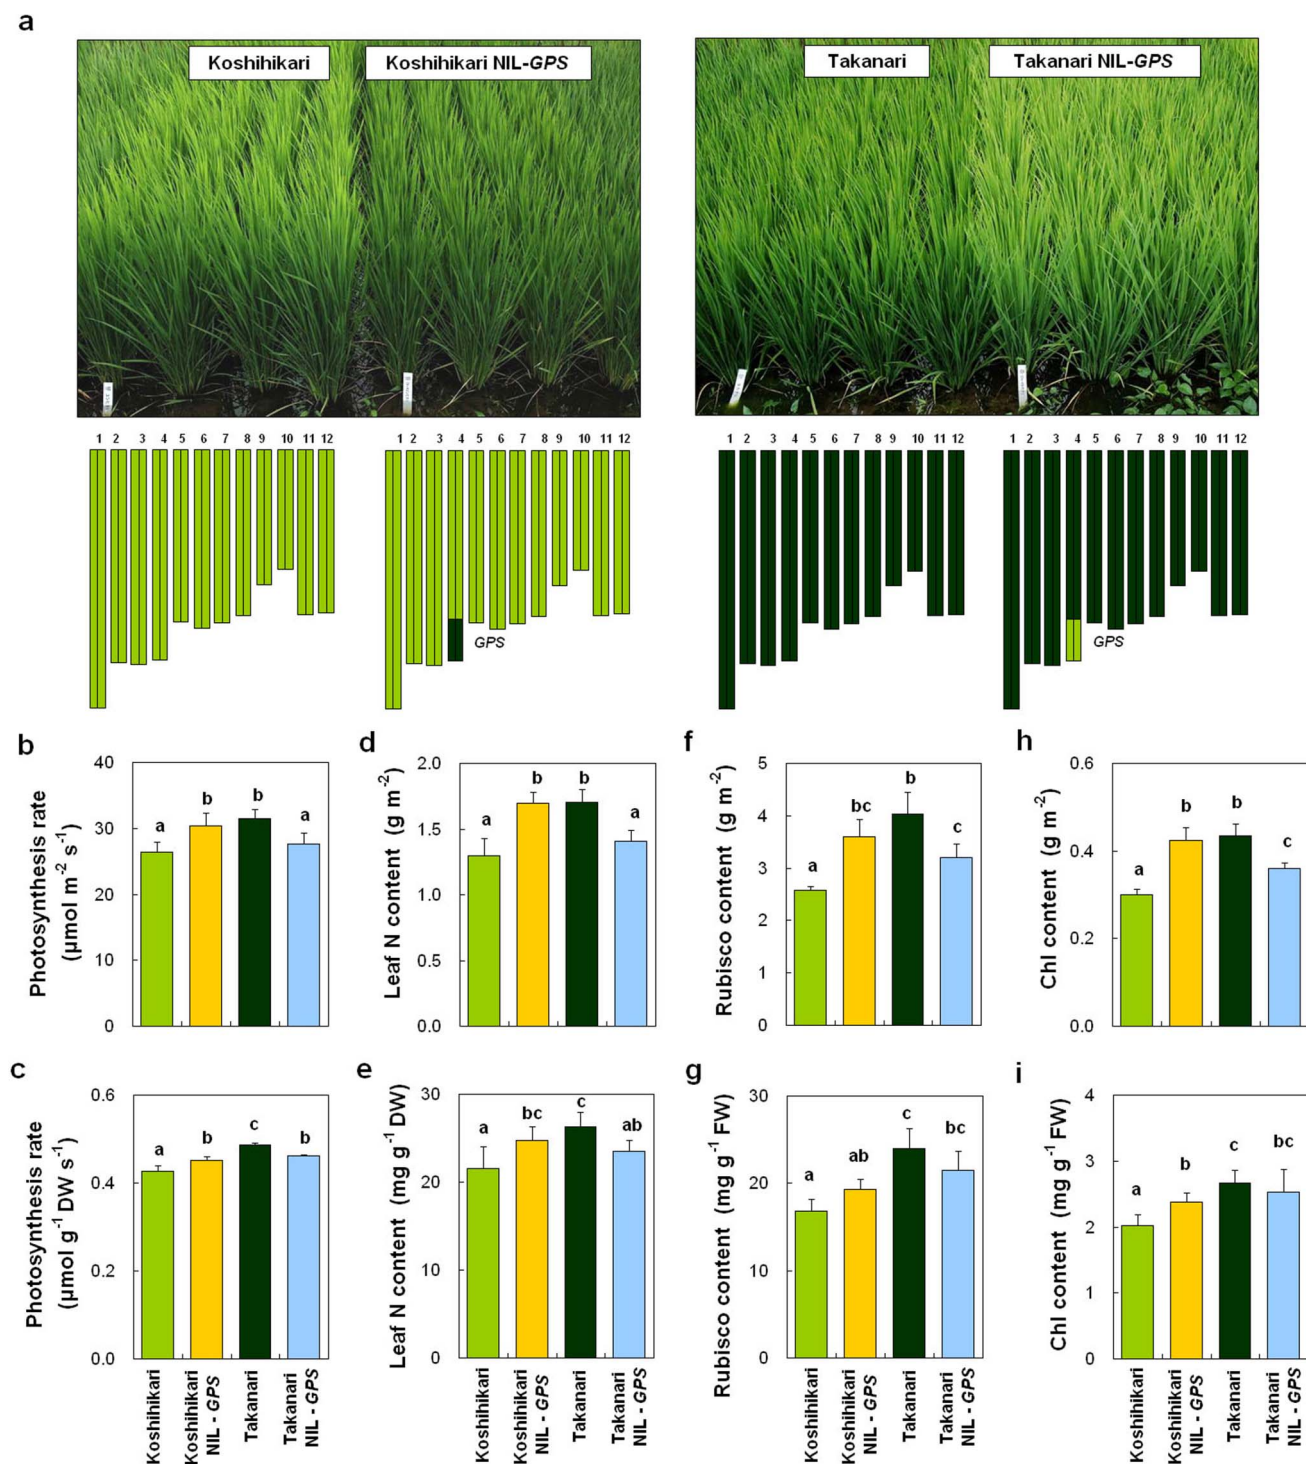 a
Koshihikari
Koshihikari NIL-GPS
Takanari
Takanari NIL-GPS
1 2 3 4 5 6 7 8 9 10 11 12
1 2 3 4 5 6 7 8 9 10 11 12
1 2 3 4 5 6 7 8 9 10 11 12
1 2 3 4 5 6 7 8 9 10 11 12
GPS
GPS
b
Photosynthesis rate
(μmol m⁻² s⁻¹)
40
30
20
10
0
a b b a
d
Leaf N content (g m⁻²)
2.0
1.5
1.0
0.5
0.0
a b b a
f
Rubisco content (g m⁻²)
5
4
3
2
1
0
a bc b c
h
Chl content (g m⁻²)
0.6
0.4
0.2
0.0
a b b c
c
Photosynthesis rate
(μmol g⁻¹ DW s⁻¹)
0.6
0.4
0.2
0.0
a b c b
Koshihikari
Koshihikari
NIL - GPS
Takanari
Takanari
NIL - GPS
e
Leaf N content (mg g⁻¹ DW)
30
20
10
0
a bc c ab
Koshihikari
Koshihikari
NIL - GPS
Takanari
Takanari
NIL - GPS
g
Rubisco content (mg g⁻¹ FW)
30
20
10
0
a ab c bc
Koshihikari
Koshihikari
NIL - GPS
Takanari
Takanari
NIL - GPS
i
Chl content (mg g⁻¹ FW)
4
3
2
1
0
a b c bc
Koshihikari
Koshihikari
NIL - GPS
Takanari
Takanari
NIL - GPS